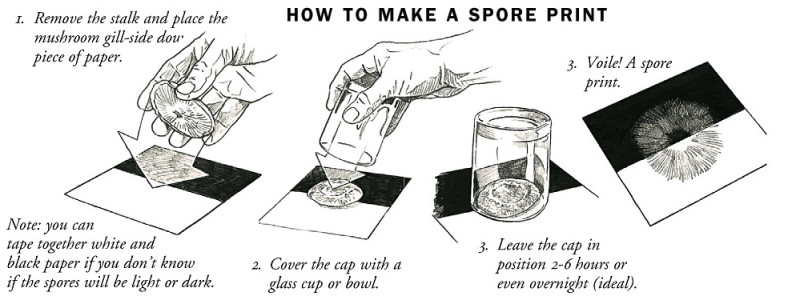 HOW TO MAKE A SPORE PRINT
1. Remove the stalk and place the
mushroom gill-side
piece of paper.
Note: you can
tape together white and
black paper if you don't know
if the spores will be light or dark.
2. Cover the cap with a
glass cup or bowl.
3. Leave the cap in
position 2-6 hours or
even overnight (ideal).
3. Voile! A spore
print.